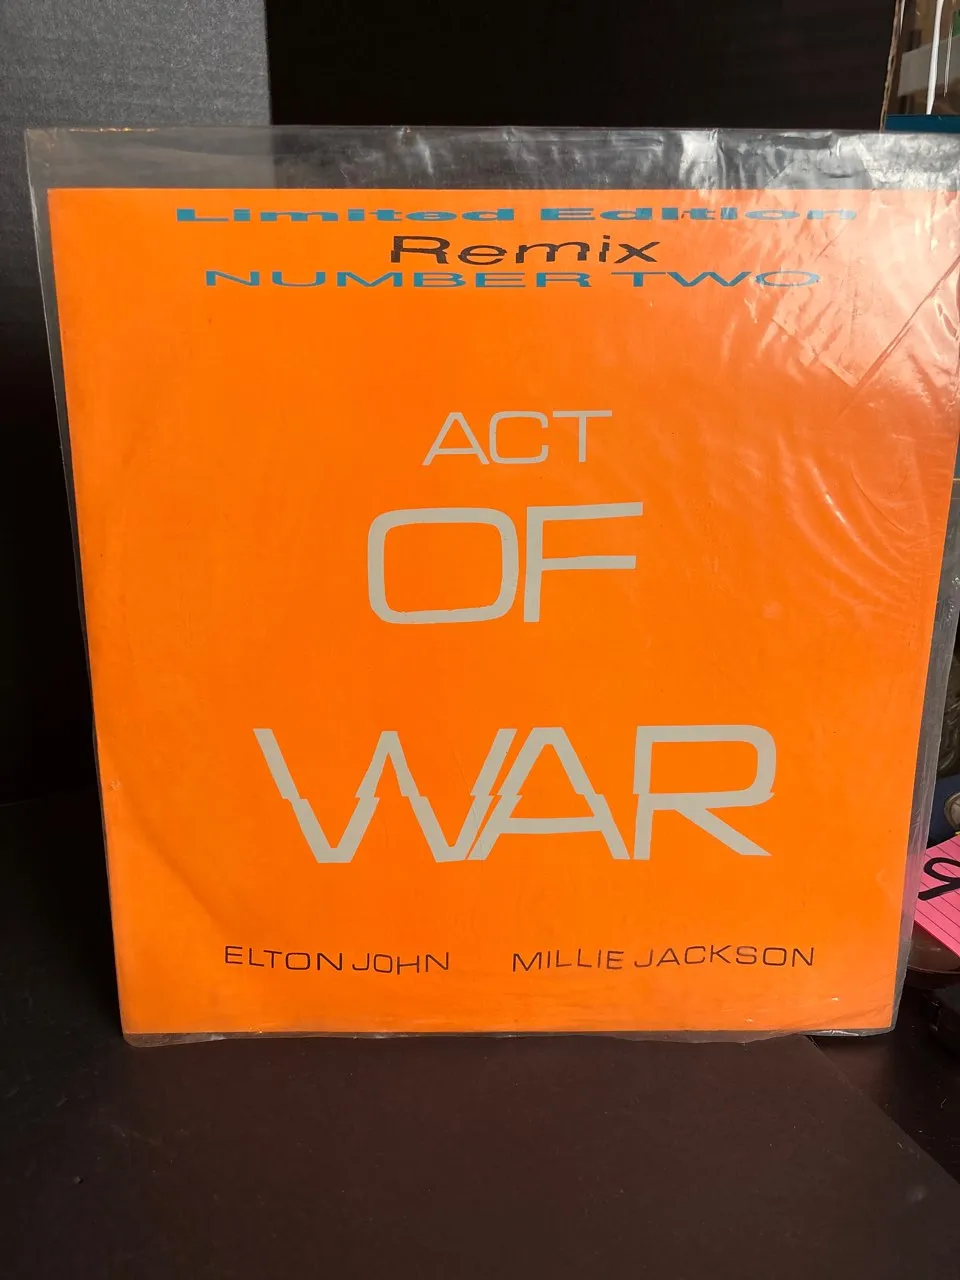 Limited Edition
Remix
NUMBER TWO
ACT
OF
WAR
ELTON JOHN MILLIE JACKSON